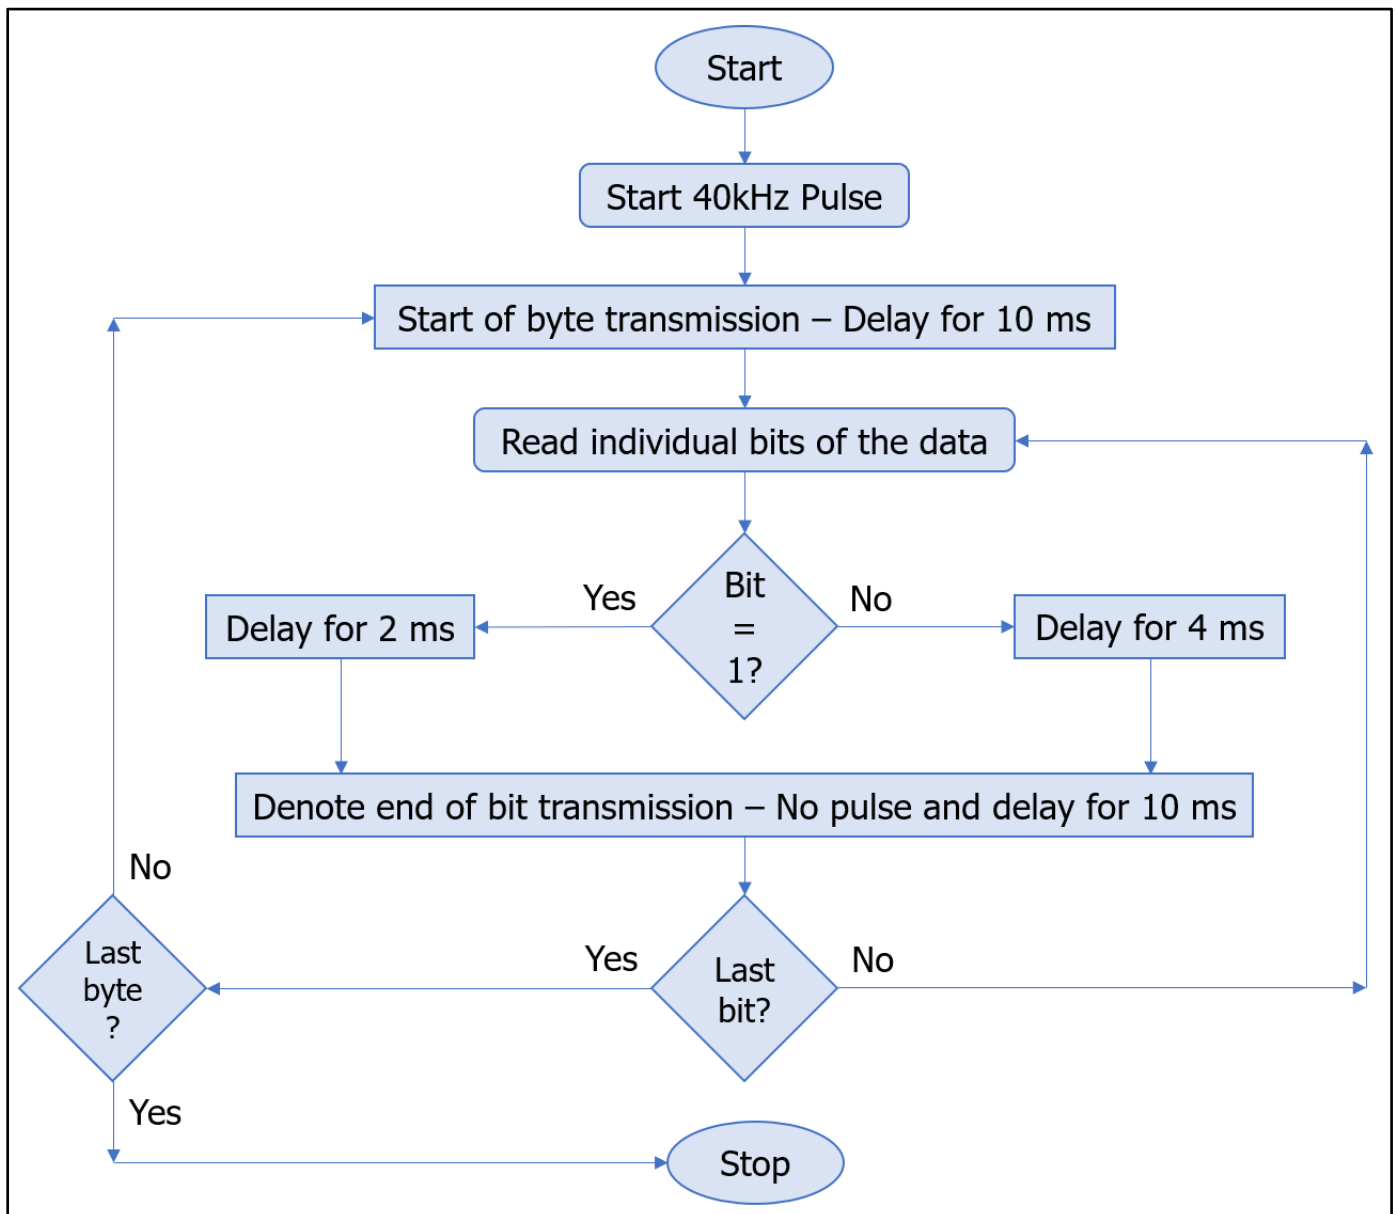 Start
Start 40kHz Pulse
Start of byte transmission – Delay for 10 ms
Read individual bits of the data
Bit
=
1?
Yes
No
Delay for 2 ms
Delay for 4 ms
Denote end of bit transmission – No pulse and delay for 10 ms
No
Last
byte
?
Yes
Last
bit?
No
Yes
Stop